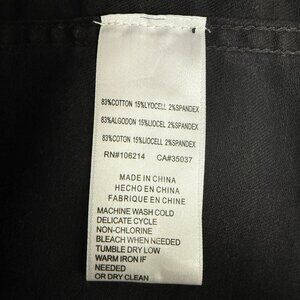 83%COTTON 15%LYOCELL 2%SPANDEX
83%ALGODON 15%LIOCEL 2%SPANDEX
83%COTON 15%LIOCELL 2%SPANDEX
RN#106214 CA#35037
MADE IN CHINA
HECHO EN CHINA
FABRIQUE EN CHINE
MACHINE WASH COLD
DELICATE CYCLE
NON-CHLORINE
BLEACH WHEN NEEDED
TUMBLE DRY LOW
WARM IRON IF
NEEDED
OR DRY CLEAN